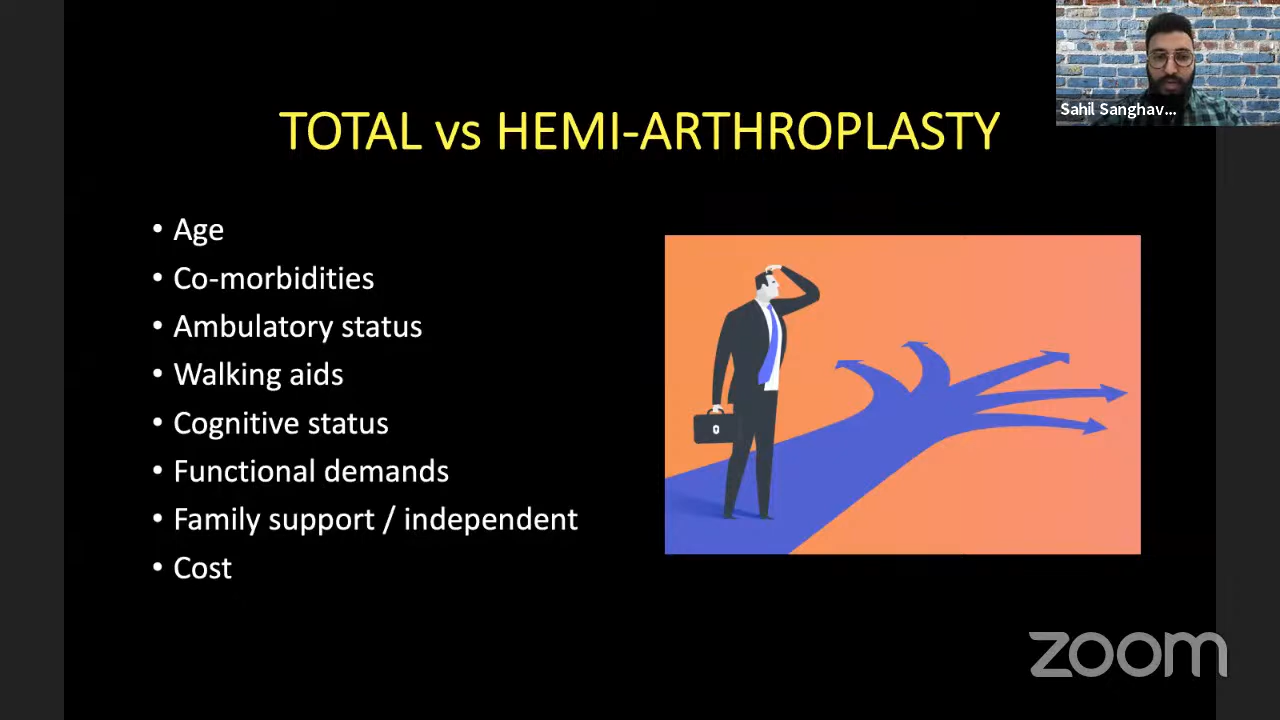 Sahil Sanghav...
TOTAL vs HEMI-ARTHROPLASTY
• Age
• Co-morbidities
• Ambulatory status
• Walking aids
• Cognitive status
• Functional demands
• Family support / independent
• Cost
zoom